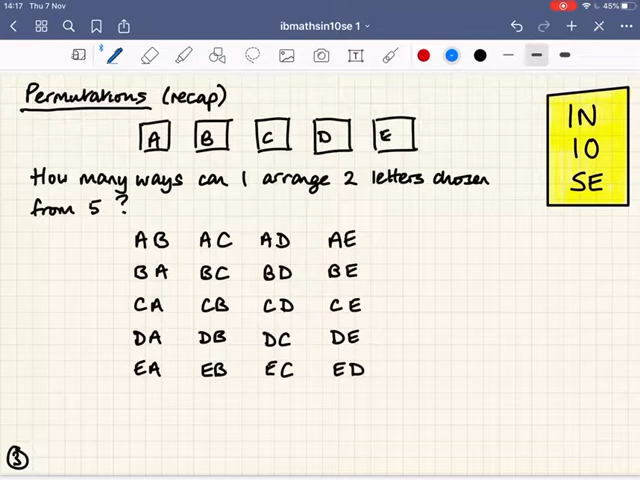 14:17 Thu 7 Nov
45%
ibmathsin10se 1
Permutations (recap)
A B C D E
How many ways can I arrange 2 letters chosen
from 5 ?
AB AC AD AE
BA BC BD BE
CA CB CD CE
DA DB DC DE
EA EB EC ED
IN
10
SE
3